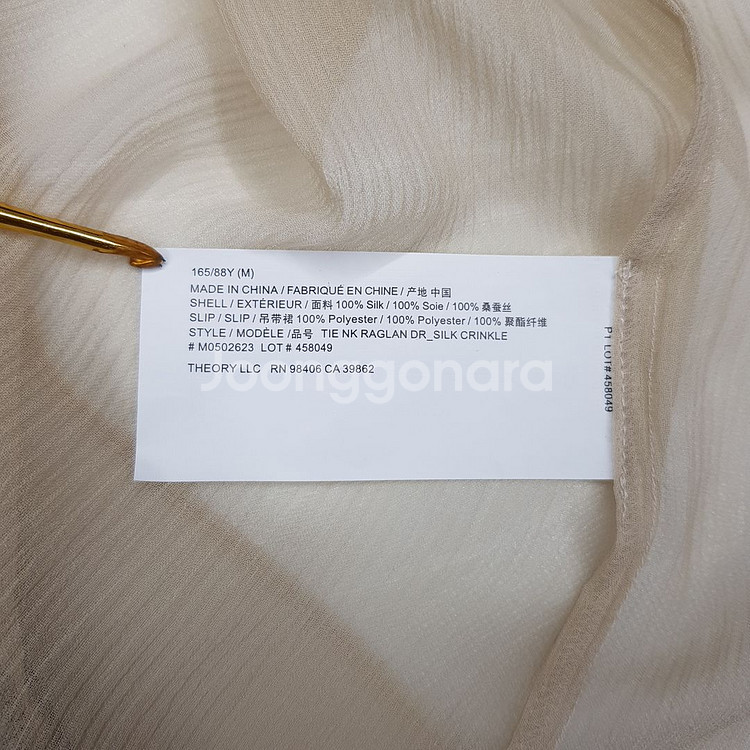 165/88Y (M)
MADE IN CHINA / FABRIQUÉ EN CHINE / 产地 中国
SHELL / EXTÉRIEUR / 面料 100% Silk / 100% Soie / 100% 桑蚕丝
SLIP / SLIP / 吊带裙 100% Polyester / 100% Polyester / 100% 聚酯纤维
STYLE / MODÈLE /品号 TIE NK RAGLAN DR_SILK CRINKLE
# M0502623 LOT # 458049
THEORY LLC RN 98406 CA 39862
P1 LOT# 458049
Joonggonara